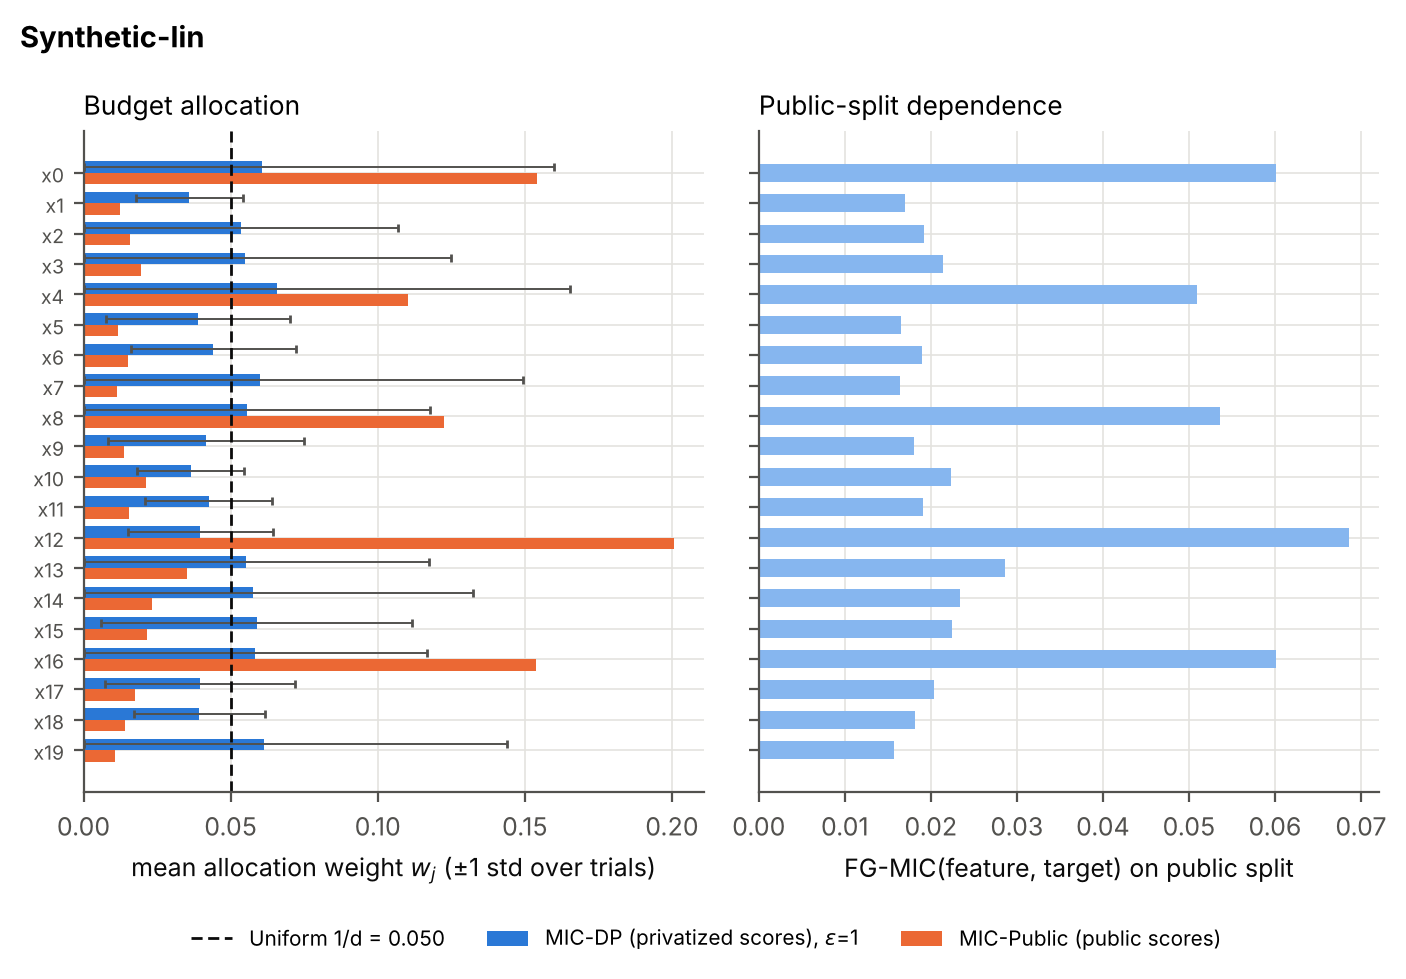 Synthetic-lin
Budget allocation
x0
x1
x2
x3
x4
x5
x6
x7
x8
x9
x10
x11
x12
x13
x14
x15
x16
x17
x18
x19
0.00 0.05 0.10 0.15 0.20
mean allocation weight wⱼ (±1 std over trials)
Public-split dependence
0.00 0.01 0.02 0.03 0.04 0.05 0.06 0.07
FG-MIC(feature, target) on public split
Uniform 1/d = 0.050
MIC-DP (privatized scores), ε=1
MIC-Public (public scores)